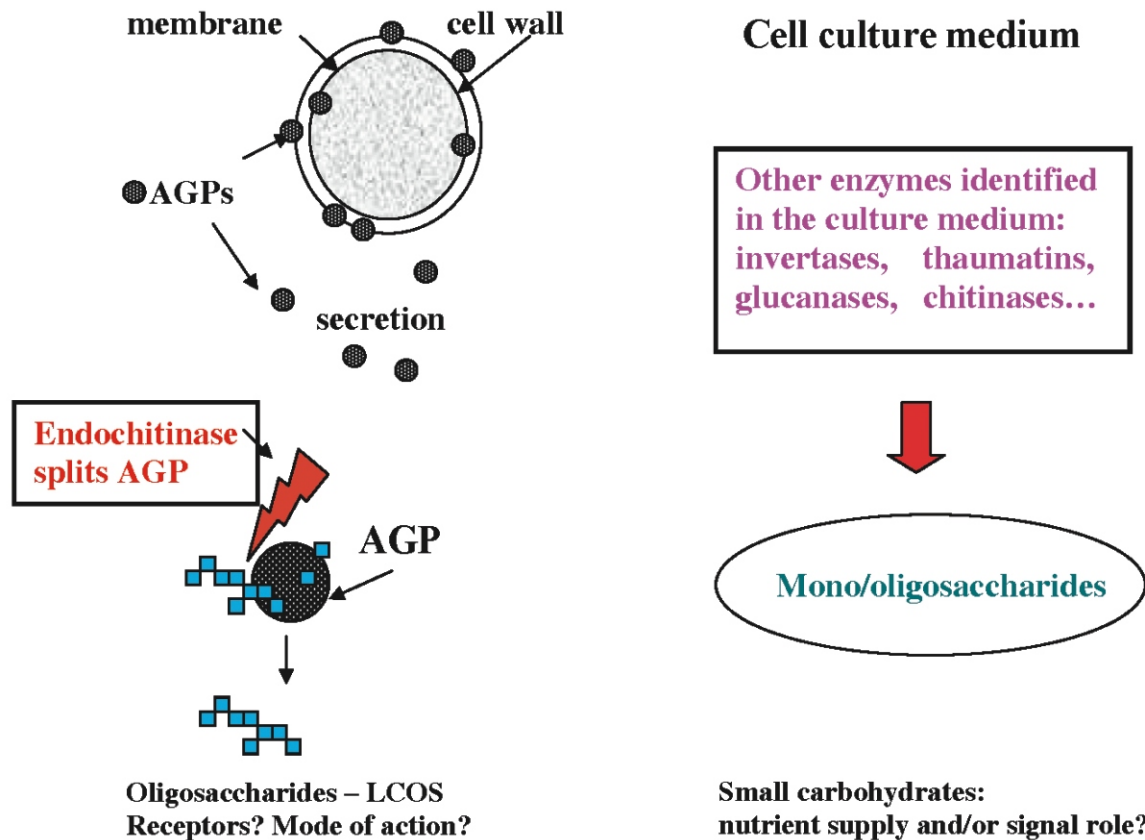 membrane
cell wall
AGPs
secretion
Endochitinase
splits AGP
AGP
Oligosaccharides – LCOS
Receptors? Mode of action?
Cell culture medium
Other enzymes identified
in the culture medium:
invertases, thaumatins,
glucanases, chitinases…
Mono/oligosaccharides
Small carbohydrates:
nutrient supply and/or signal role?